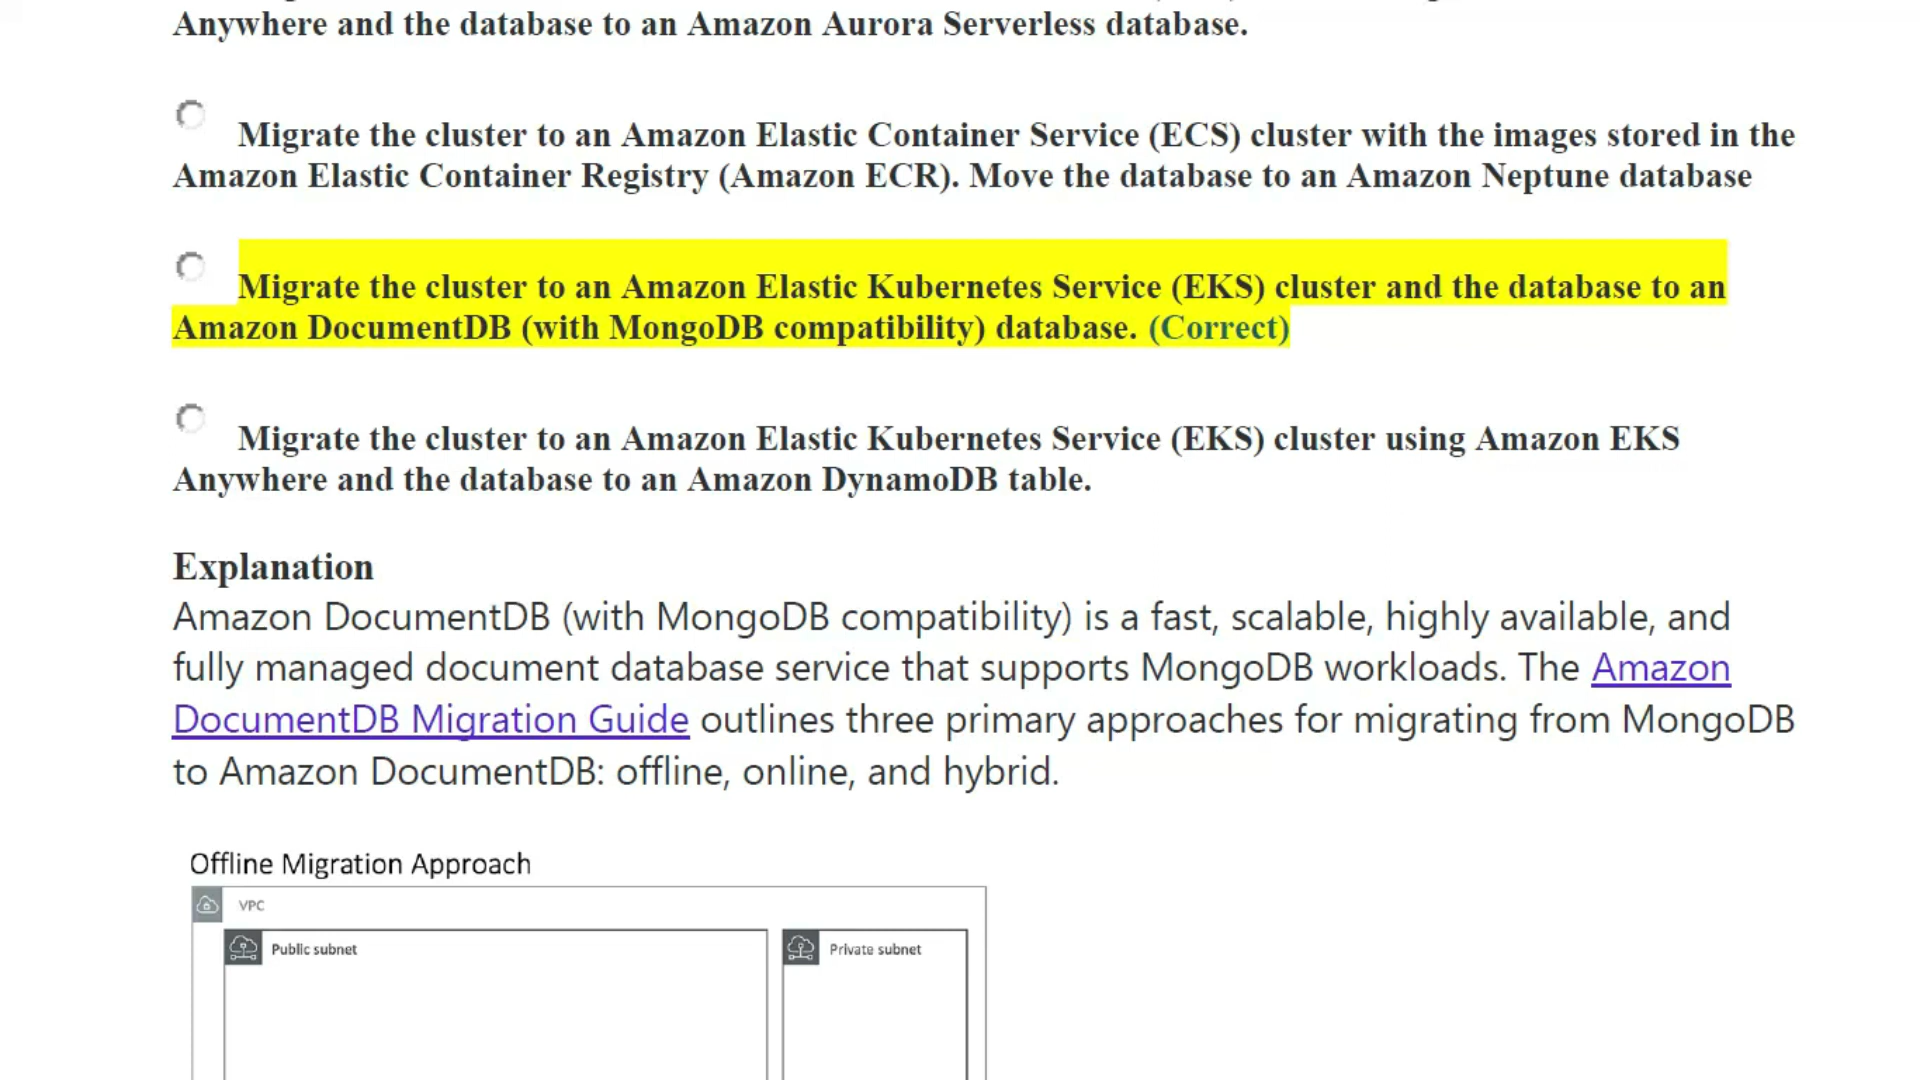 Anywhere and the database to an Amazon Aurora Serverless database.
Migrate the cluster to an Amazon Elastic Container Service (ECS) cluster with the images stored in the
Amazon Elastic Container Registry (Amazon ECR). Move the database to an Amazon Neptune database
Migrate the cluster to an Amazon Elastic Kubernetes Service (EKS) cluster and the database to an
Amazon DocumentDB (with MongoDB compatibility) database. (Correct)
Migrate the cluster to an Amazon Elastic Kubernetes Service (EKS) cluster using Amazon EKS
Anywhere and the database to an Amazon DynamoDB table.
Explanation
Amazon DocumentDB (with MongoDB compatibility) is a fast, scalable, highly available, and
fully managed document database service that supports MongoDB workloads. The Amazon
DocumentDB Migration Guide outlines three primary approaches for migrating from MongoDB
to Amazon DocumentDB: offline, online, and hybrid.
Offline Migration Approach
VPC
Public subnet
Private subnet